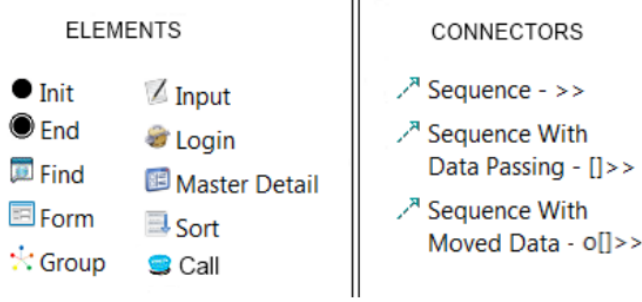 ELEMENTS
Init
End
Find
Form
Group
Input
Login
Master Detail
Sort
Call
CONNECTORS
Sequence - >>
Sequence With
Data Passing - []>>
Sequence With
Moved Data - o[]>>